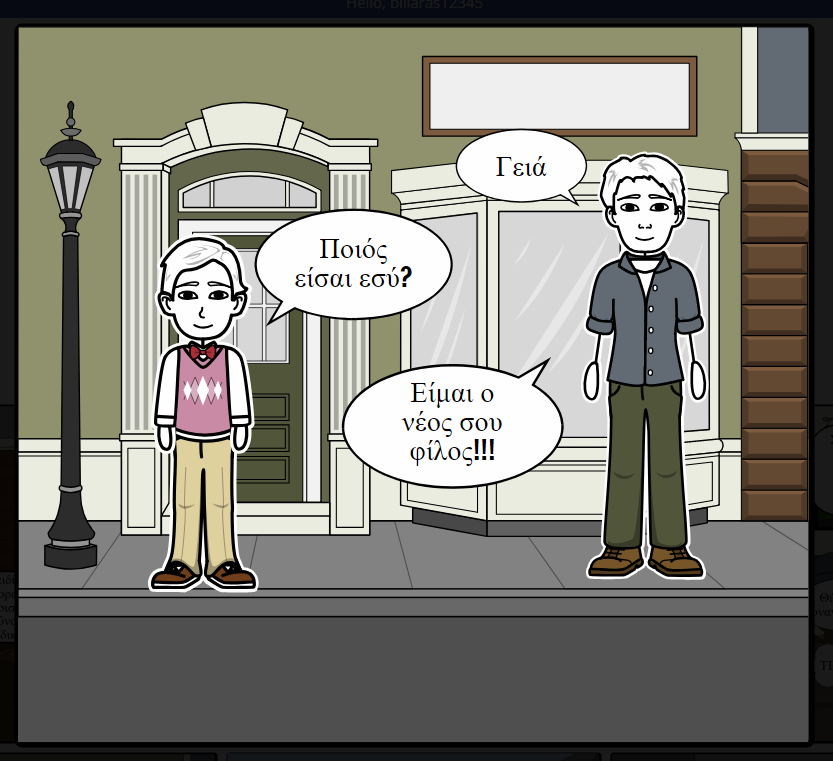 Hello, billaras12345
Γειά
Ποιός
είσαι εσύ?
Είμαι ο
νέος σου
φίλος!!!